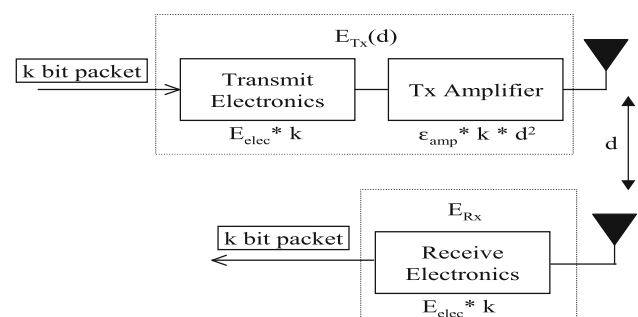 E_Tx(d)
k bit packet
Transmit
Electronics
Tx Amplifier
E_elec* k
ε_amp* k * d²
d
E_Rx
k bit packet
Receive
Electronics
E_elec* k